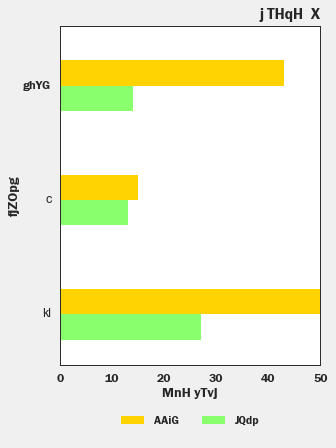 j THqH X
ghYG
c
kl
fJZOpg
0 10 20 30 40 50
MnH yTvJ
AAiG JQdp